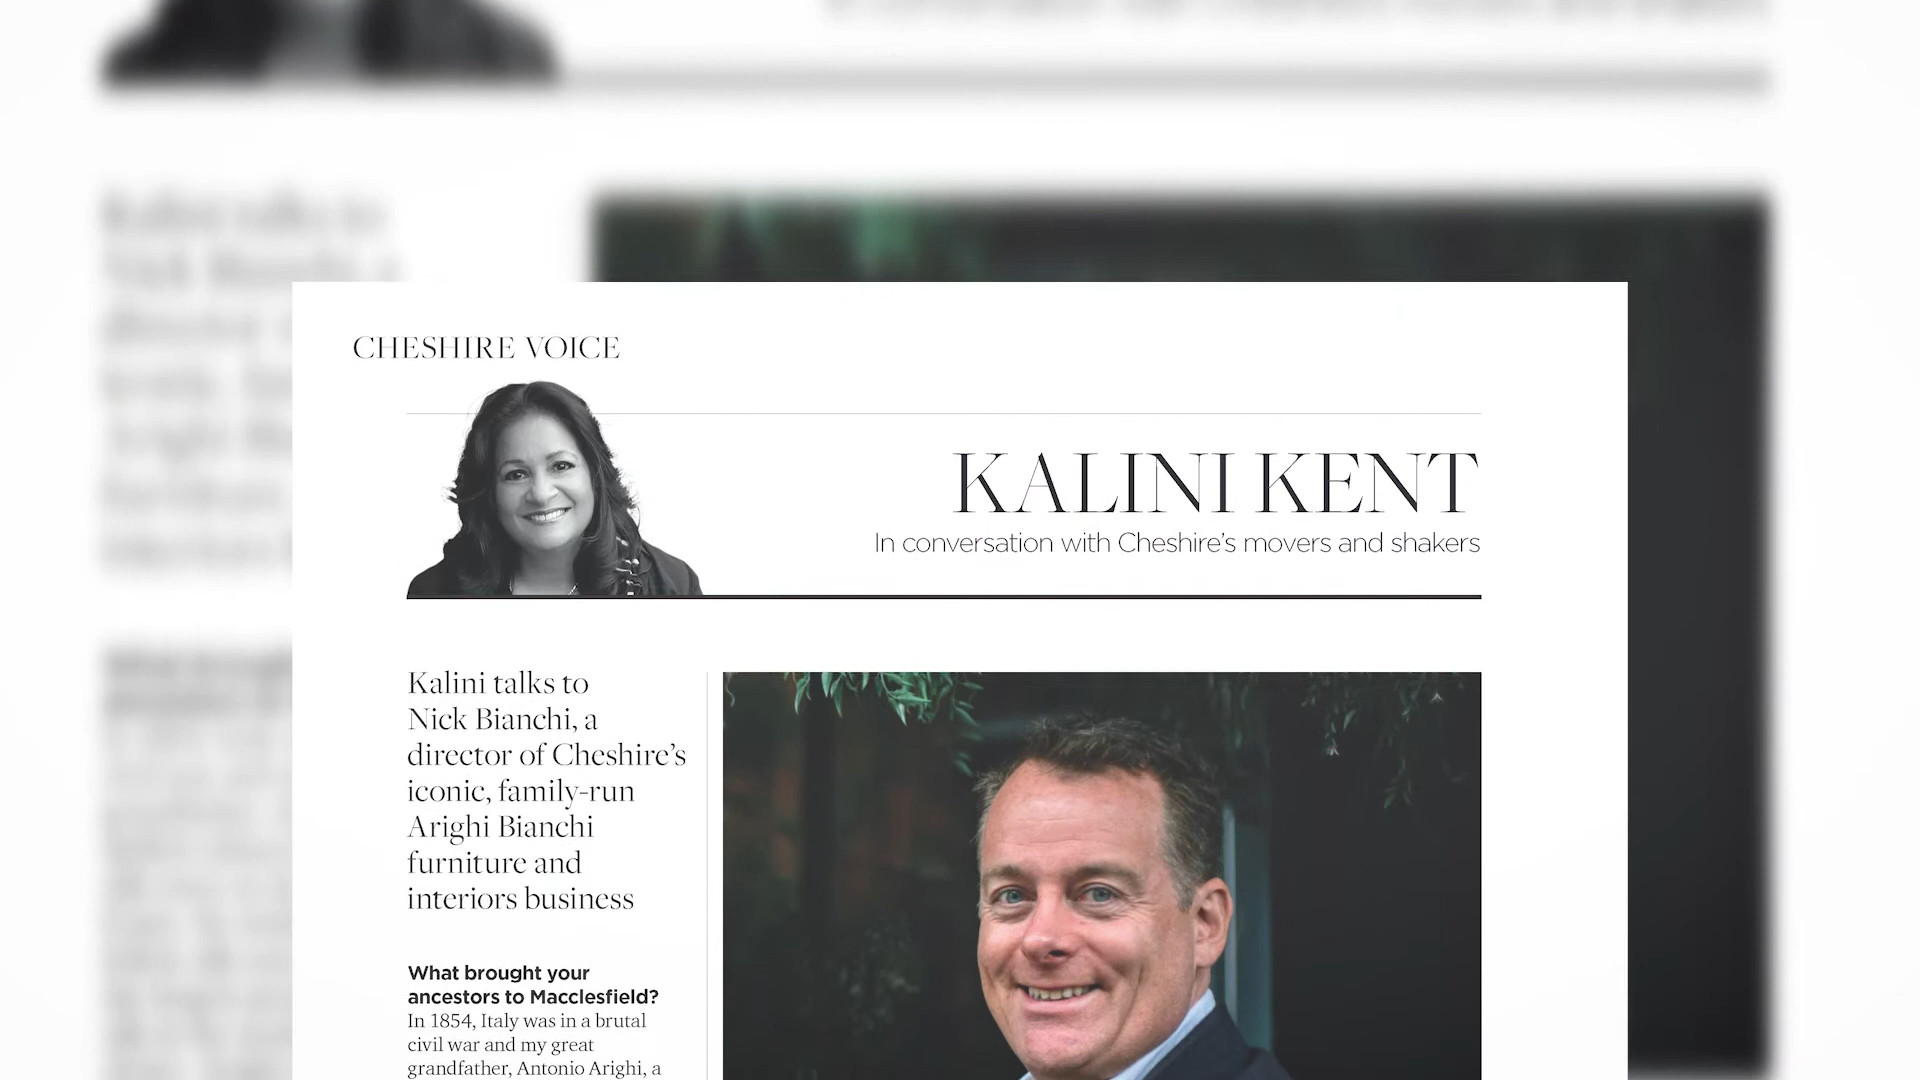 CHESHIRE VOICE
KALINI KENT
In conversation with Cheshire’s movers and shakers
Kalini talks to
Nick Bianchi, a
director of Cheshire’s
iconic, family-run
Arighi Bianchi
furniture and
interiors business
What brought your
ancestors to Macclesfield?
In 1854, Italy was in a brutal
civil war and my great
grandfather, Antonio Arighi, a